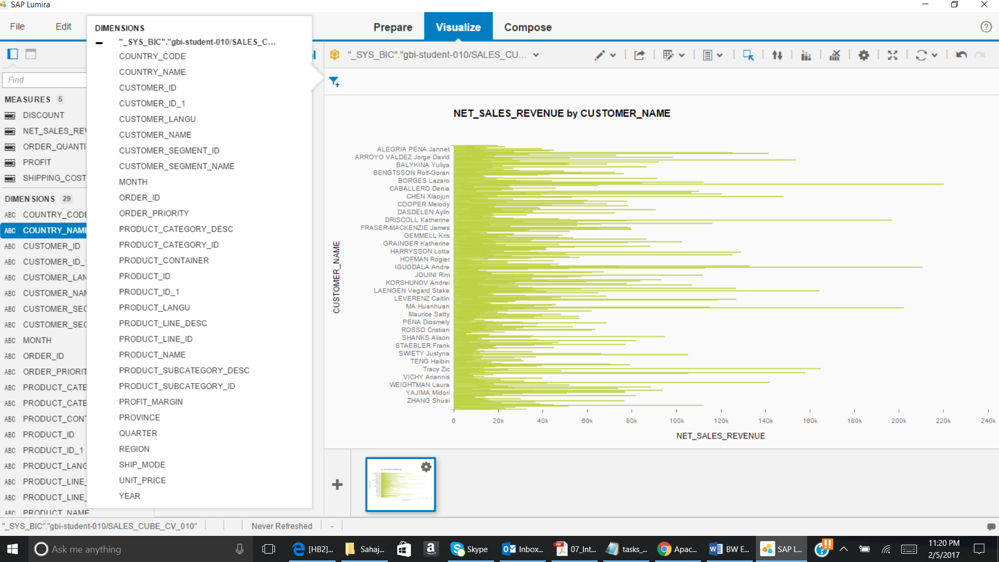 SAP Lumira
File
Edit
Prepare
Visualize
Compose
?
DIMENSIONS
"_SYS_BIC"."gbi-student-010/SALES_C...
COUNTRY_CODE
COUNTRY_NAME
CUSTOMER_ID
CUSTOMER_ID_1
CUSTOMER_LANGU
CUSTOMER_NAME
CUSTOMER_SEGMENT_ID
CUSTOMER_SEGMENT_NAME
MONTH
ORDER_ID
ORDER_PRIORITY
PRODUCT_CATEGORY_DESC
PRODUCT_CATEGORY_ID
PRODUCT_CONTAINER
PRODUCT_ID
PRODUCT_ID_1
PRODUCT_LANGU
PRODUCT_LINE_DESC
PRODUCT_LINE_ID
PRODUCT_NAME
PRODUCT_SUBCATEGORY_DESC
PRODUCT_SUBCATEGORY_ID
PROFIT_MARGIN
PROVINCE
QUARTER
REGION
SHIP_MODE
UNIT_PRICE
YEAR
Find
MEASURES 5
DISCOUNT
NET_SALES_REV
ORDER_QUANTI
PROFIT
SHIPPING_COST
DIMENSIONS 29
ABC COUNTRY_CODE
ABC COUNTRY_NAME
ABC CUSTOMER_ID
ABC CUSTOMER_ID_1
ABC CUSTOMER_LAN
ABC CUSTOMER_NAM
ABC CUSTOMER_SEG
ABC CUSTOMER_SEG
ABC MONTH
ABC ORDER_ID
ABC ORDER_PRIORIT
ABC PRODUCT_CATE
ABC PRODUCT_CATE
ABC PRODUCT_CONT
ABC PRODUCT_ID
ABC PRODUCT_ID_1
ABC PRODUCT_LANG
ABC PRODUCT_LINE_
ABC PRODUCT_LINE_
ABC PRODUCT_NAME
"_SYS_BIC"."gbi-student-010/SALES_CU...
NET_SALES_REVENUE by CUSTOMER_NAME
CUSTOMER_NAME
ALEGRIA PENA Jannet
ARROYO VALDEZ Jorge David
BALYKINA Yuliya
BENGTSSON Rolf-Goran
BORGES Lazaro
CABALLERO Denia
CHEN Xiaojun
COOPER Melody
DASDELEN Aylin
DRISCOLL Katherine
FRASER-MACKENZIE James
GEMMELL Kris
GRAINGER Katherine
HARRYSSON Lotta
HOFMAN Rogier
IGUODALA Andre
JOUINI Rim
KORSHUNOV Andrei
LAENGEN Vegard Stake
LEVERENZ Caitlin
MA Huanhuan
Maurice Satty
PENA Diosmely
ROSSO Cristian
SHANKS Alison
STAEBLER Frank
SWIETY Justyna
TENG Haibin
Tracy Zic
VICHY Ariannis
WEIGHTMAN Laura
YAJIMA Midori
ZHANG Shuai
0 20k 40k 60k 80k 100k 120k 140k 160k 180k 200k 220k 240k
NET_SALES_REVENUE
"_SYS_BIC"."gbi-student-010/SALES_CUBE_CV_010"
Never Refreshed
-
Ask me anything
[HB2]...
Sahaj...
Skype
Inbox...
07_Int...
tasks_...
Apac...
BW E...
SAP L...
11:20 PM
2/5/2017